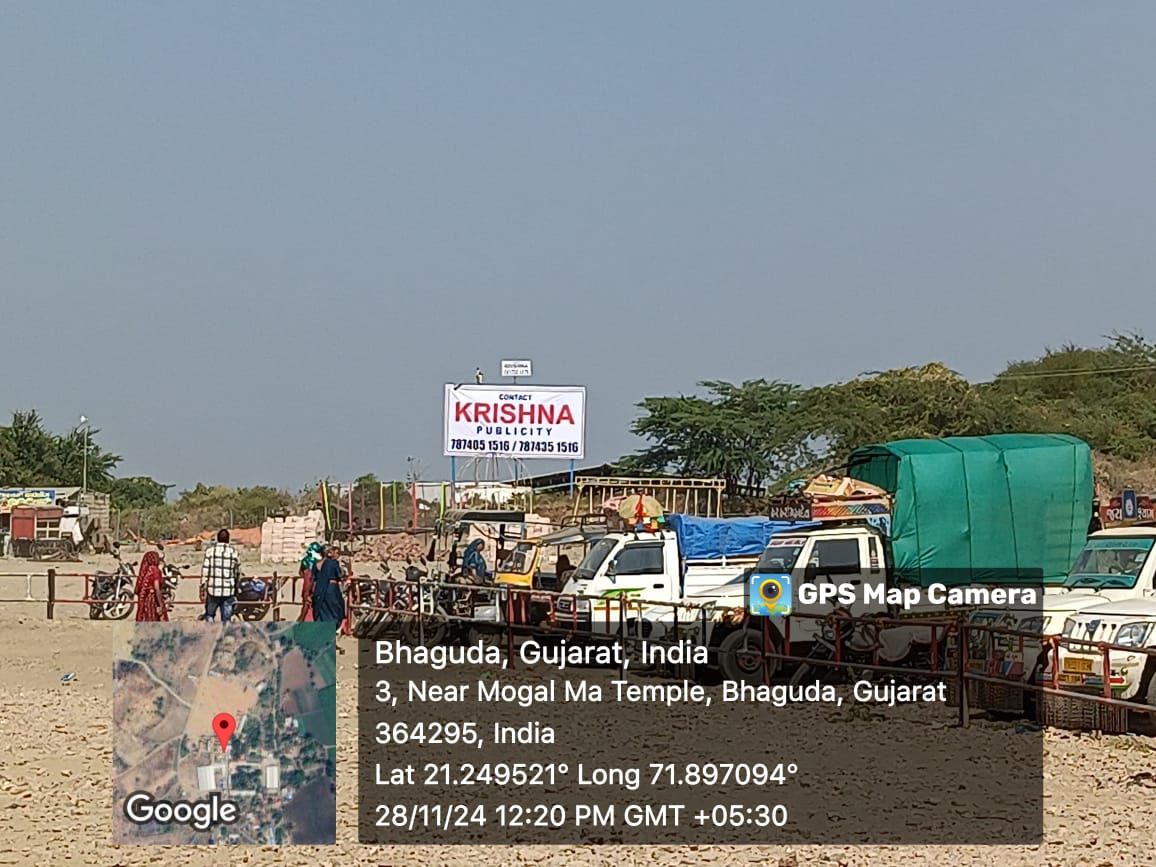 CONTACT
KRISHNA
PUBLICITY
787405 1516 / 787435 1516
GPS Map Camera
Bhaguda, Gujarat, India
3, Near Mogal Ma Temple, Bhaguda, Gujarat
364295, India
Lat 21.249521° Long 71.897094°
28/11/24 12:20 PM GMT +05:30
Google